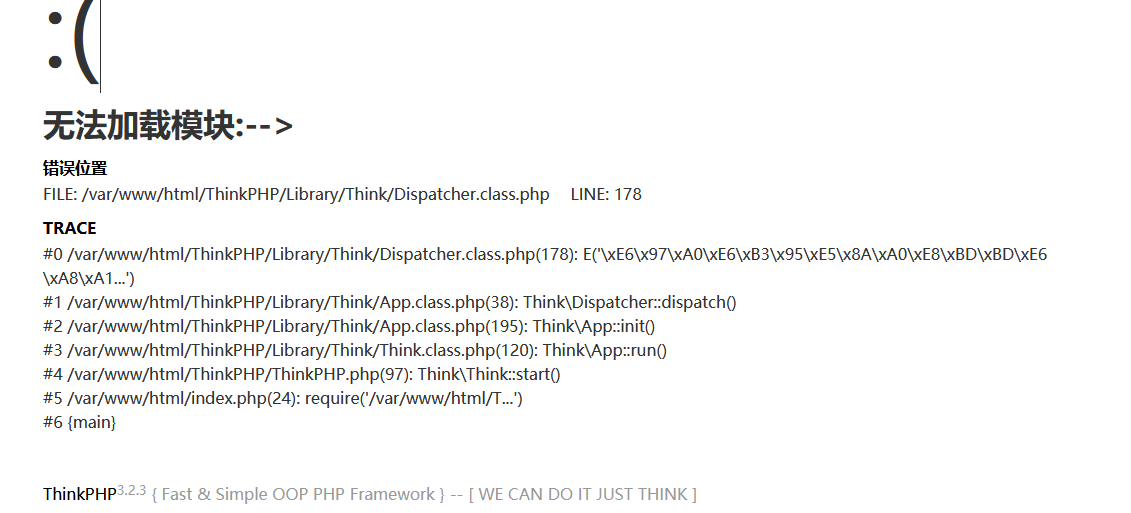 :(
无法加载模块:-->
错误位置
FILE: /var/www/html/ThinkPHP/Library/Think/Dispatcher.class.php LINE: 178
TRACE
#0 /var/www/html/ThinkPHP/Library/Think/Dispatcher.class.php(178): E('\xE6\x97\xA0\xE6\xB3\x95\xE5\x8A\xA0\xE8\xBD\xBD\xE6
\xA8\xA1...')
#1 /var/www/html/ThinkPHP/Library/Think/App.class.php(38): Think\Dispatcher::dispatch()
#2 /var/www/html/ThinkPHP/Library/Think/App.class.php(195): Think\App::init()
#3 /var/www/html/ThinkPHP/Library/Think/Think.class.php(120): Think\App::run()
#4 /var/www/html/ThinkPHP/ThinkPHP.php(97): Think\Think::start()
#5 /var/www/html/index.php(24): require('/var/www/html/T...')
#6 {main}
ThinkPHP3.2.3 { Fast & Simple OOP PHP Framework } -- [ WE CAN DO IT JUST THINK ]